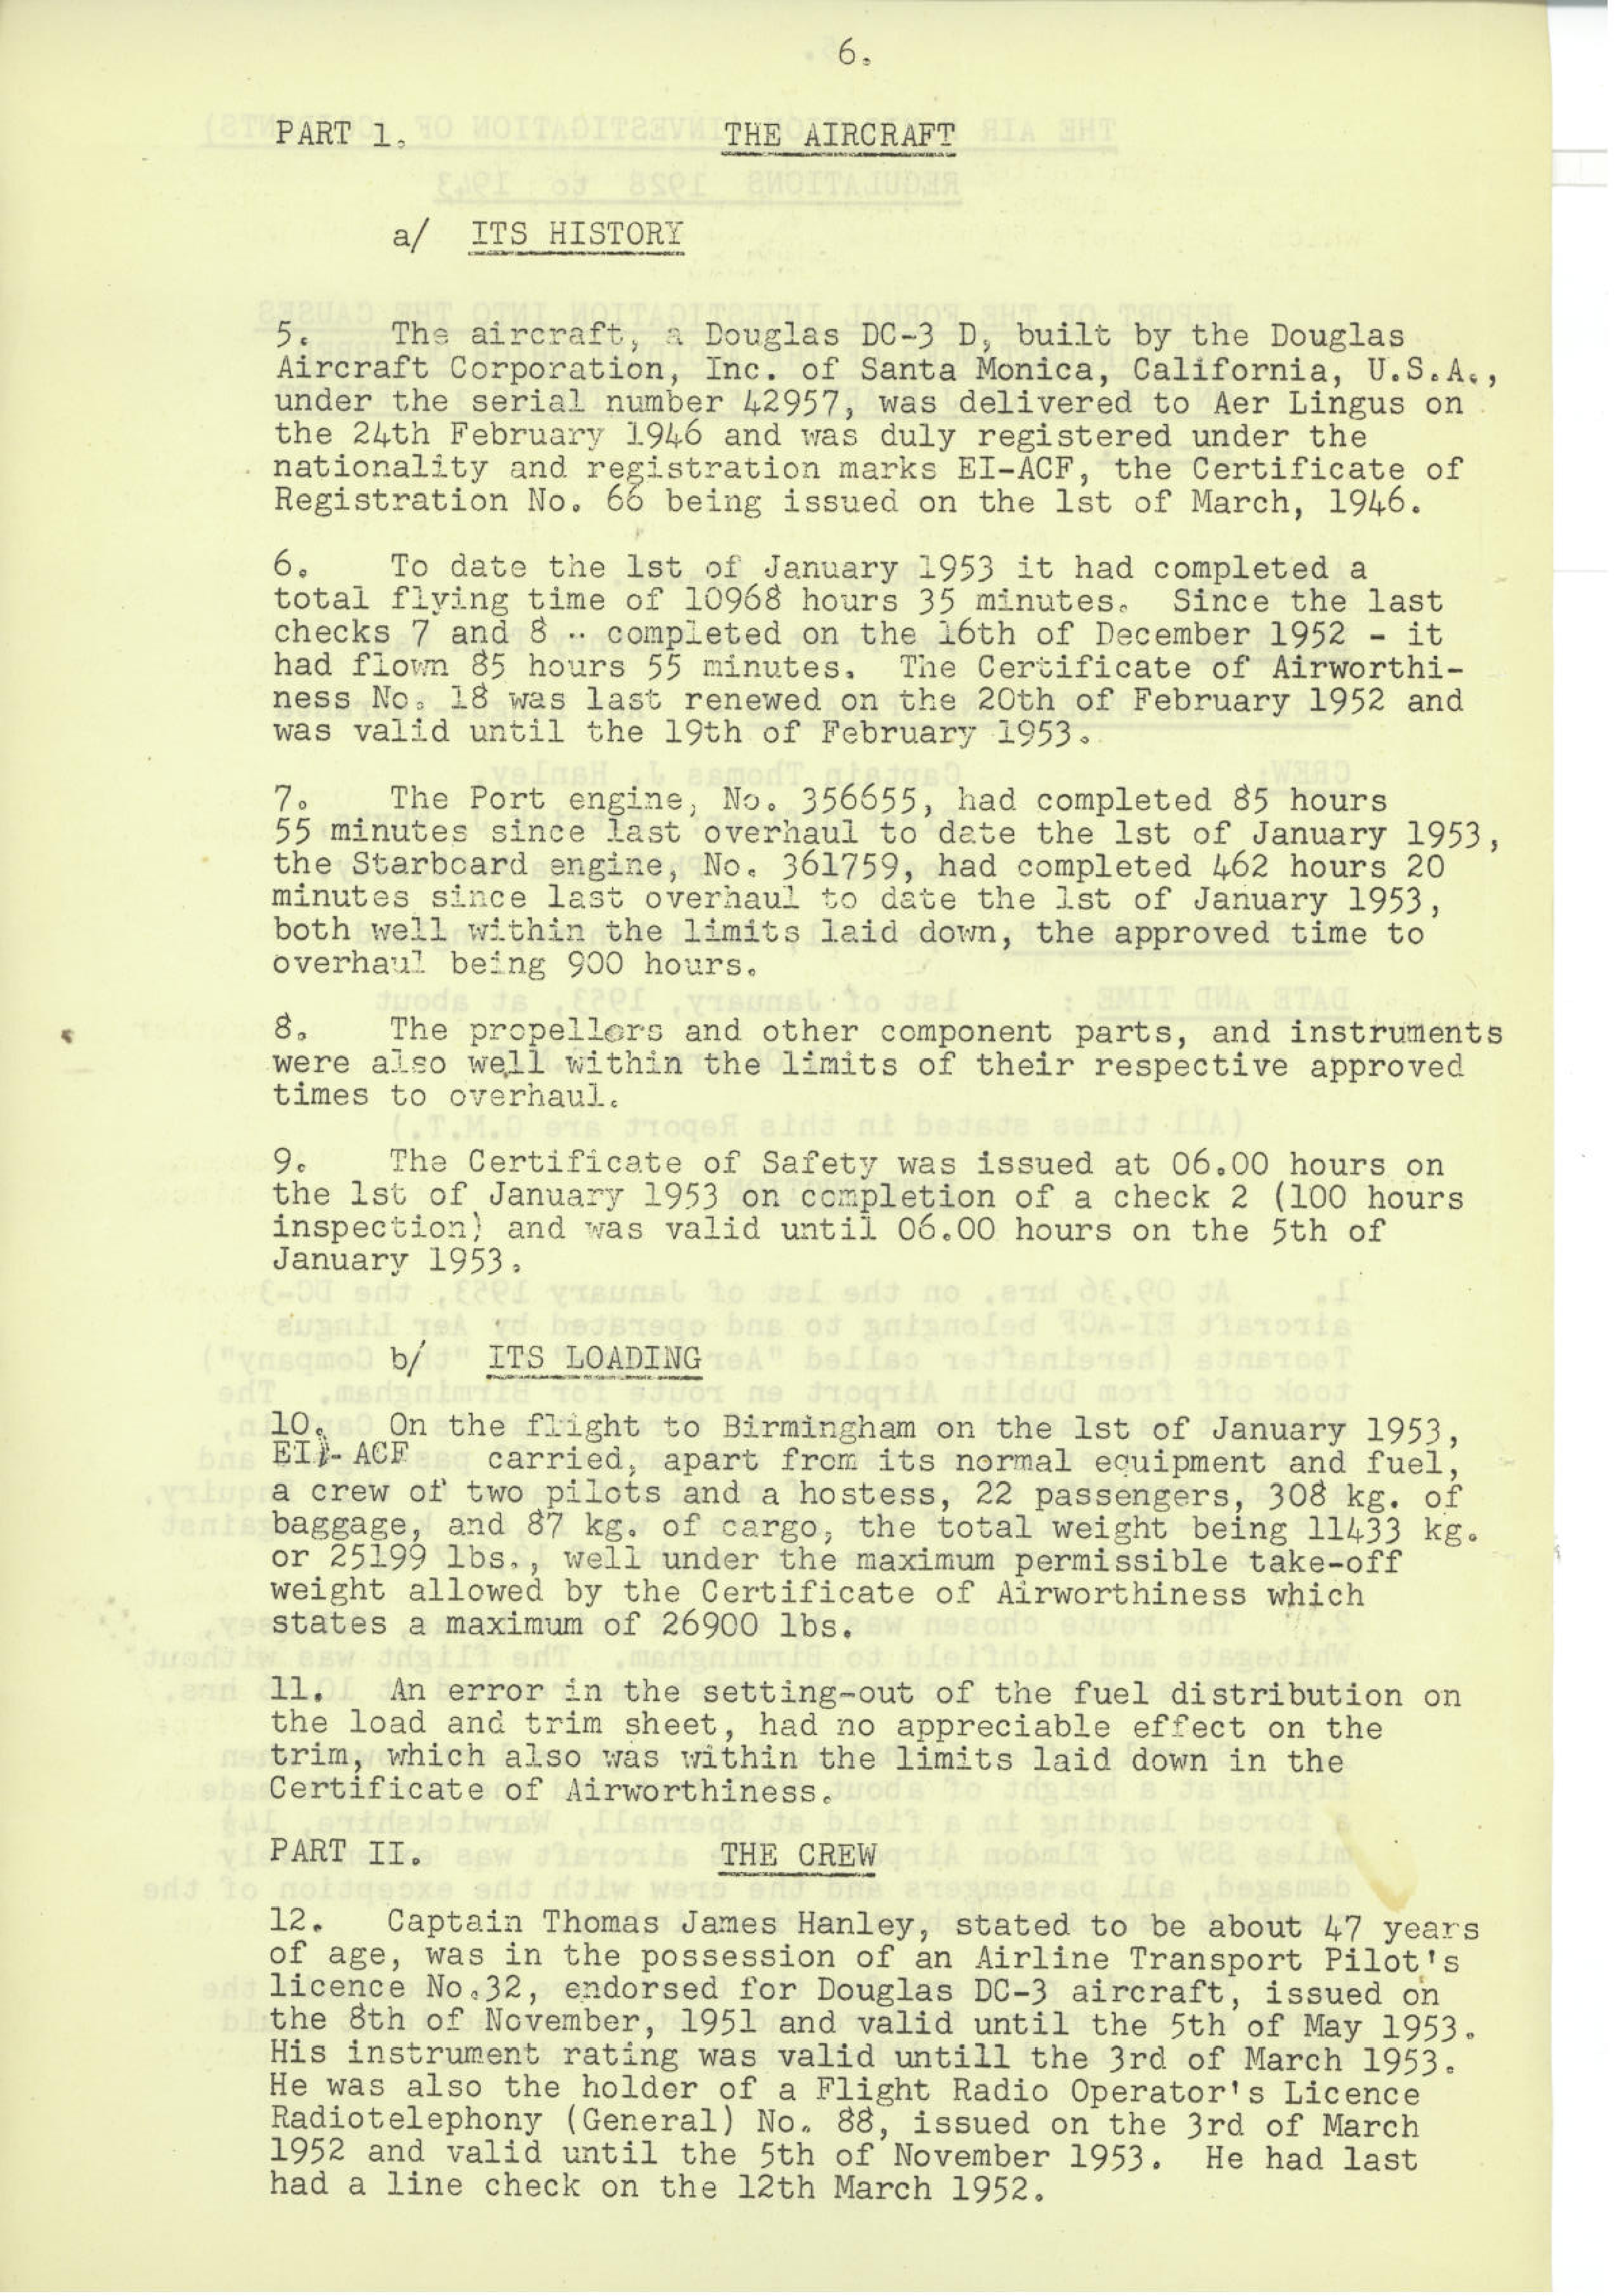 6.
PART 1. THE AIRCRAFT
a/ ITS HISTORY
5. The aircraft, a Douglas DC-3 D, built by the Douglas
Aircraft Corporation, Inc. of Santa Monica, California, U.S.A.,
under the serial number 42957, was delivered to Aer Lingus on
the 24th February 1946 and was duly registered under the
nationality and registration marks EI-ACF, the Certificate of
Registration No. 66 being issued on the 1st of March, 1946.
6. To date the 1st of January 1953 it had completed a
total flying time of 10968 hours 35 minutes. Since the last
checks 7 and 8 - completed on the 16th of December 1952 - it
had flown 85 hours 55 minutes. The Certificate of Airworthi-
ness No. 18 was last renewed on the 20th of February 1952 and
was valid until the 19th of February 1953.
7. The Port engine, No. 356655, had completed 85 hours
55 minutes since last overhaul to date the 1st of January 1953,
the Starboard engine, No. 361759, had completed 462 hours 20
minutes since last overhaul to date the 1st of January 1953,
both well within the limits laid down, the approved time to
overhaul being 900 hours.
8. The propellers and other component parts, and instruments
were also well within the limits of their respective approved
times to overhaul.
9. The Certificate of Safety was issued at 06.00 hours on
the 1st of January 1953 on completion of a check 2 (100 hours
inspection) and was valid until 06.00 hours on the 5th of
January 1953.
b/ ITS LOADING
10. On the flight to Birmingham on the 1st of January 1953,
EI-ACF carried, apart from its normal equipment and fuel,
a crew of two pilots and a hostess, 22 passengers, 308 kg. of
baggage, and 87 kg. of cargo, the total weight being 11433 kg.
or 25199 lbs., well under the maximum permissible take-off
weight allowed by the Certificate of Airworthiness which
states a maximum of 26900 lbs.
11. An error in the setting-out of the fuel distribution on
the load and trim sheet, had no appreciable effect on the
trim, which also was within the limits laid down in the
Certificate of Airworthiness.
PART II. THE CREW
12. Captain Thomas James Hanley, stated to be about 47 years
of age, was in the possession of an Airline Transport Pilot's
licence No.32, endorsed for Douglas DC-3 aircraft, issued on
the 8th of November, 1951 and valid until the 5th of May 1953.
His instrument rating was valid untill the 3rd of March 1953.
He was also the holder of a Flight Radio Operator's Licence
Radiotelephony (General) No. 88, issued on the 3rd of March
1952 and valid until the 5th of November 1953. He had last
had a line check on the 12th March 1952.